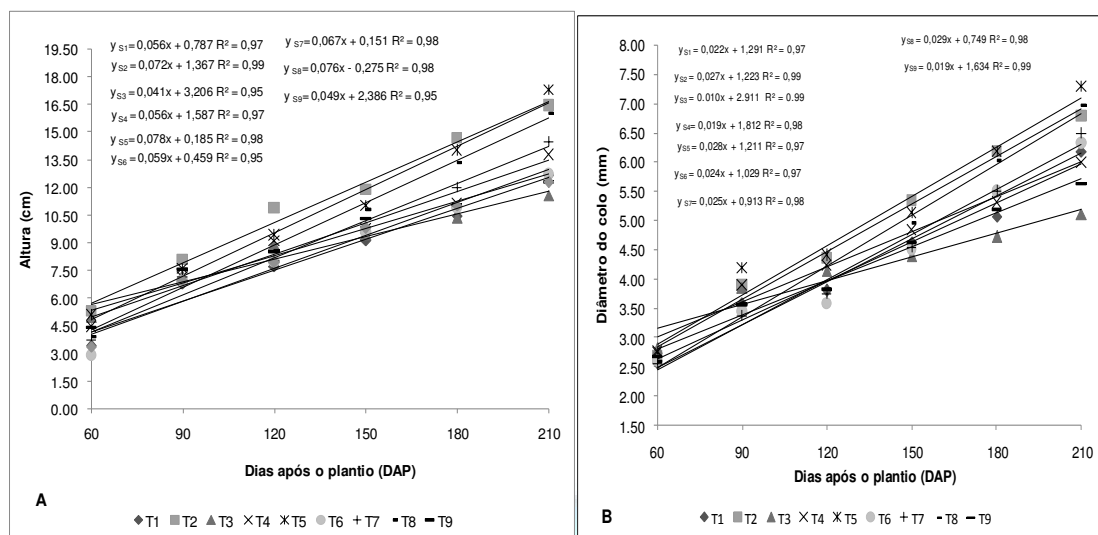 y S1= 0,056x + 0,787 R² = 0,97
y S2= 0,072x + 1,367 R² = 0,99
y S3= 0,041x + 3,206 R² = 0,95
y S4= 0,056x + 1,587 R² = 0,97
y S5= 0,078x + 0,185 R² = 0,98
y S6= 0,059x + 0,459 R² = 0,95
y S7= 0,067x + 0,151 R² = 0,98
y S8= 0,076x - 0,275 R² = 0,98
y S9= 0,049x + 2,386 R² = 0,95
Altura (cm)
19.50
18.00
16.50
15.00
13.50
12.00
10.50
9.00
7.50
6.00
4.50
3.00
1.50
0.00
60 90 120 150 180 210
Dias após o plantio (DAP)
A
T1 T2 T3 T4 T5 T6 T7 T8 T9
y S1= 0,022x + 1,291 R² = 0,97
y S2= 0,027x + 1,223 R² = 0,99
y S3= 0.010x + 2.911 R² = 0.99
y S4= 0,019x + 1,812 R² = 0,98
y S5= 0,028x + 1,211 R² = 0,97
y S6= 0,024x + 1,029 R² = 0,97
y S7= 0,025x + 0,913 R² = 0,98
y S8= 0,029x + 0,749 R² = 0,98
y S9= 0,019x + 1,634 R² = 0,99
Diâmetro do colo (mm)
8.00
7.50
7.00
6.50
6.00
5.50
5.00
4.50
4.00
3.50
3.00
2.50
2.00
1.50
60 90 120 150 180 210
Dias após o plantio (DAP)
B
T1 T2 T3 T4 T5 T6 T7 T8 T9